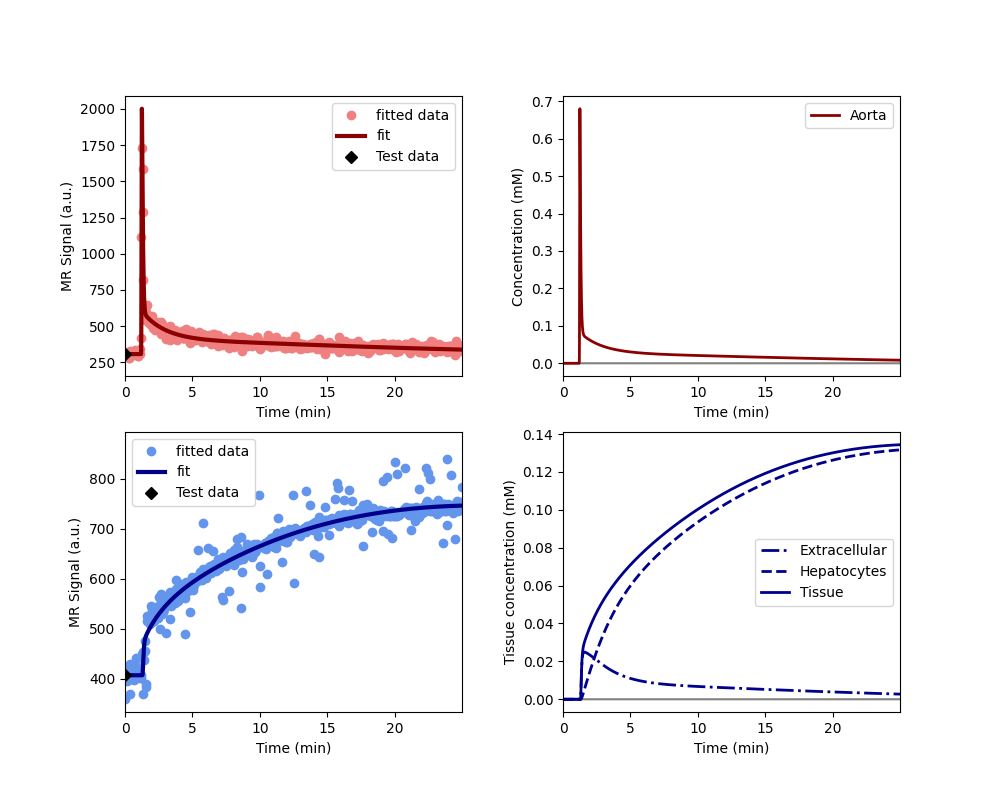 MR Signal (a.u.)
2000
1750
1500
1250
1000
750
500
250
fitted data
fit
Test data
0 5 10 15 20
Time (min)
Concentration (mM)
0.7
0.6
0.5
0.4
0.3
0.2
0.1
0.0
Aorta
0 5 10 15 20
Time (min)
MR Signal (a.u.)
800
700
600
500
400
fitted data
fit
Test data
0 5 10 15 20
Time (min)
Tissue concentration (mM)
0.14
0.12
0.10
0.08
0.06
0.04
0.02
0.00
Extracellular
Hepatocytes
Tissue
0 5 10 15 20
Time (min)